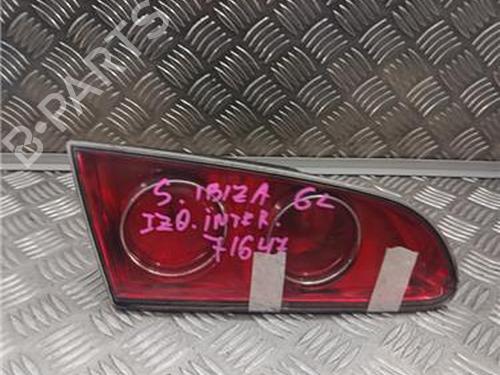 B-PARTS
S. IBIZA. 6L
IZQ. iNTER.
71647